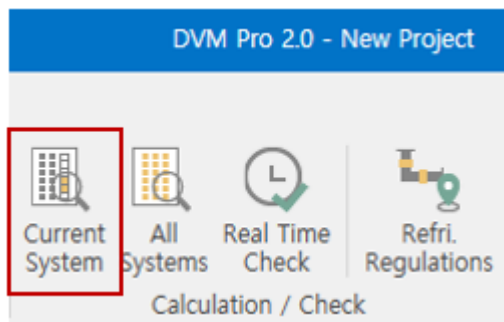 DVM Pro 2.0 - New Project
Current System
All Systems
Real Time Check
Refri. Regulations
Calculation / Check